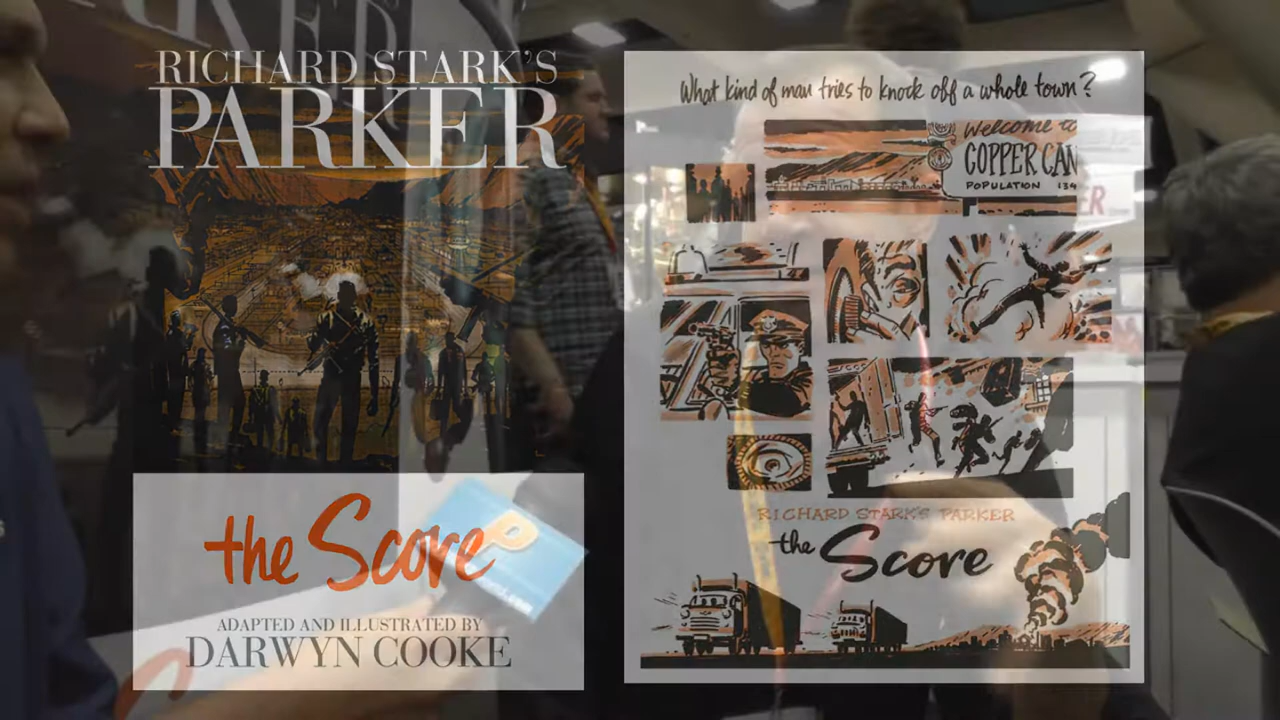 RICHARD STARK'S
PARKER
the Score
ADAPTED AND ILLUSTRATED BY
DARWYN COOKE
What kind of man tries to knock off a whole town?
Welcome to
COPPER CAN
POPULATION 134
RICHARD STARK'S PARKER
the Score
P